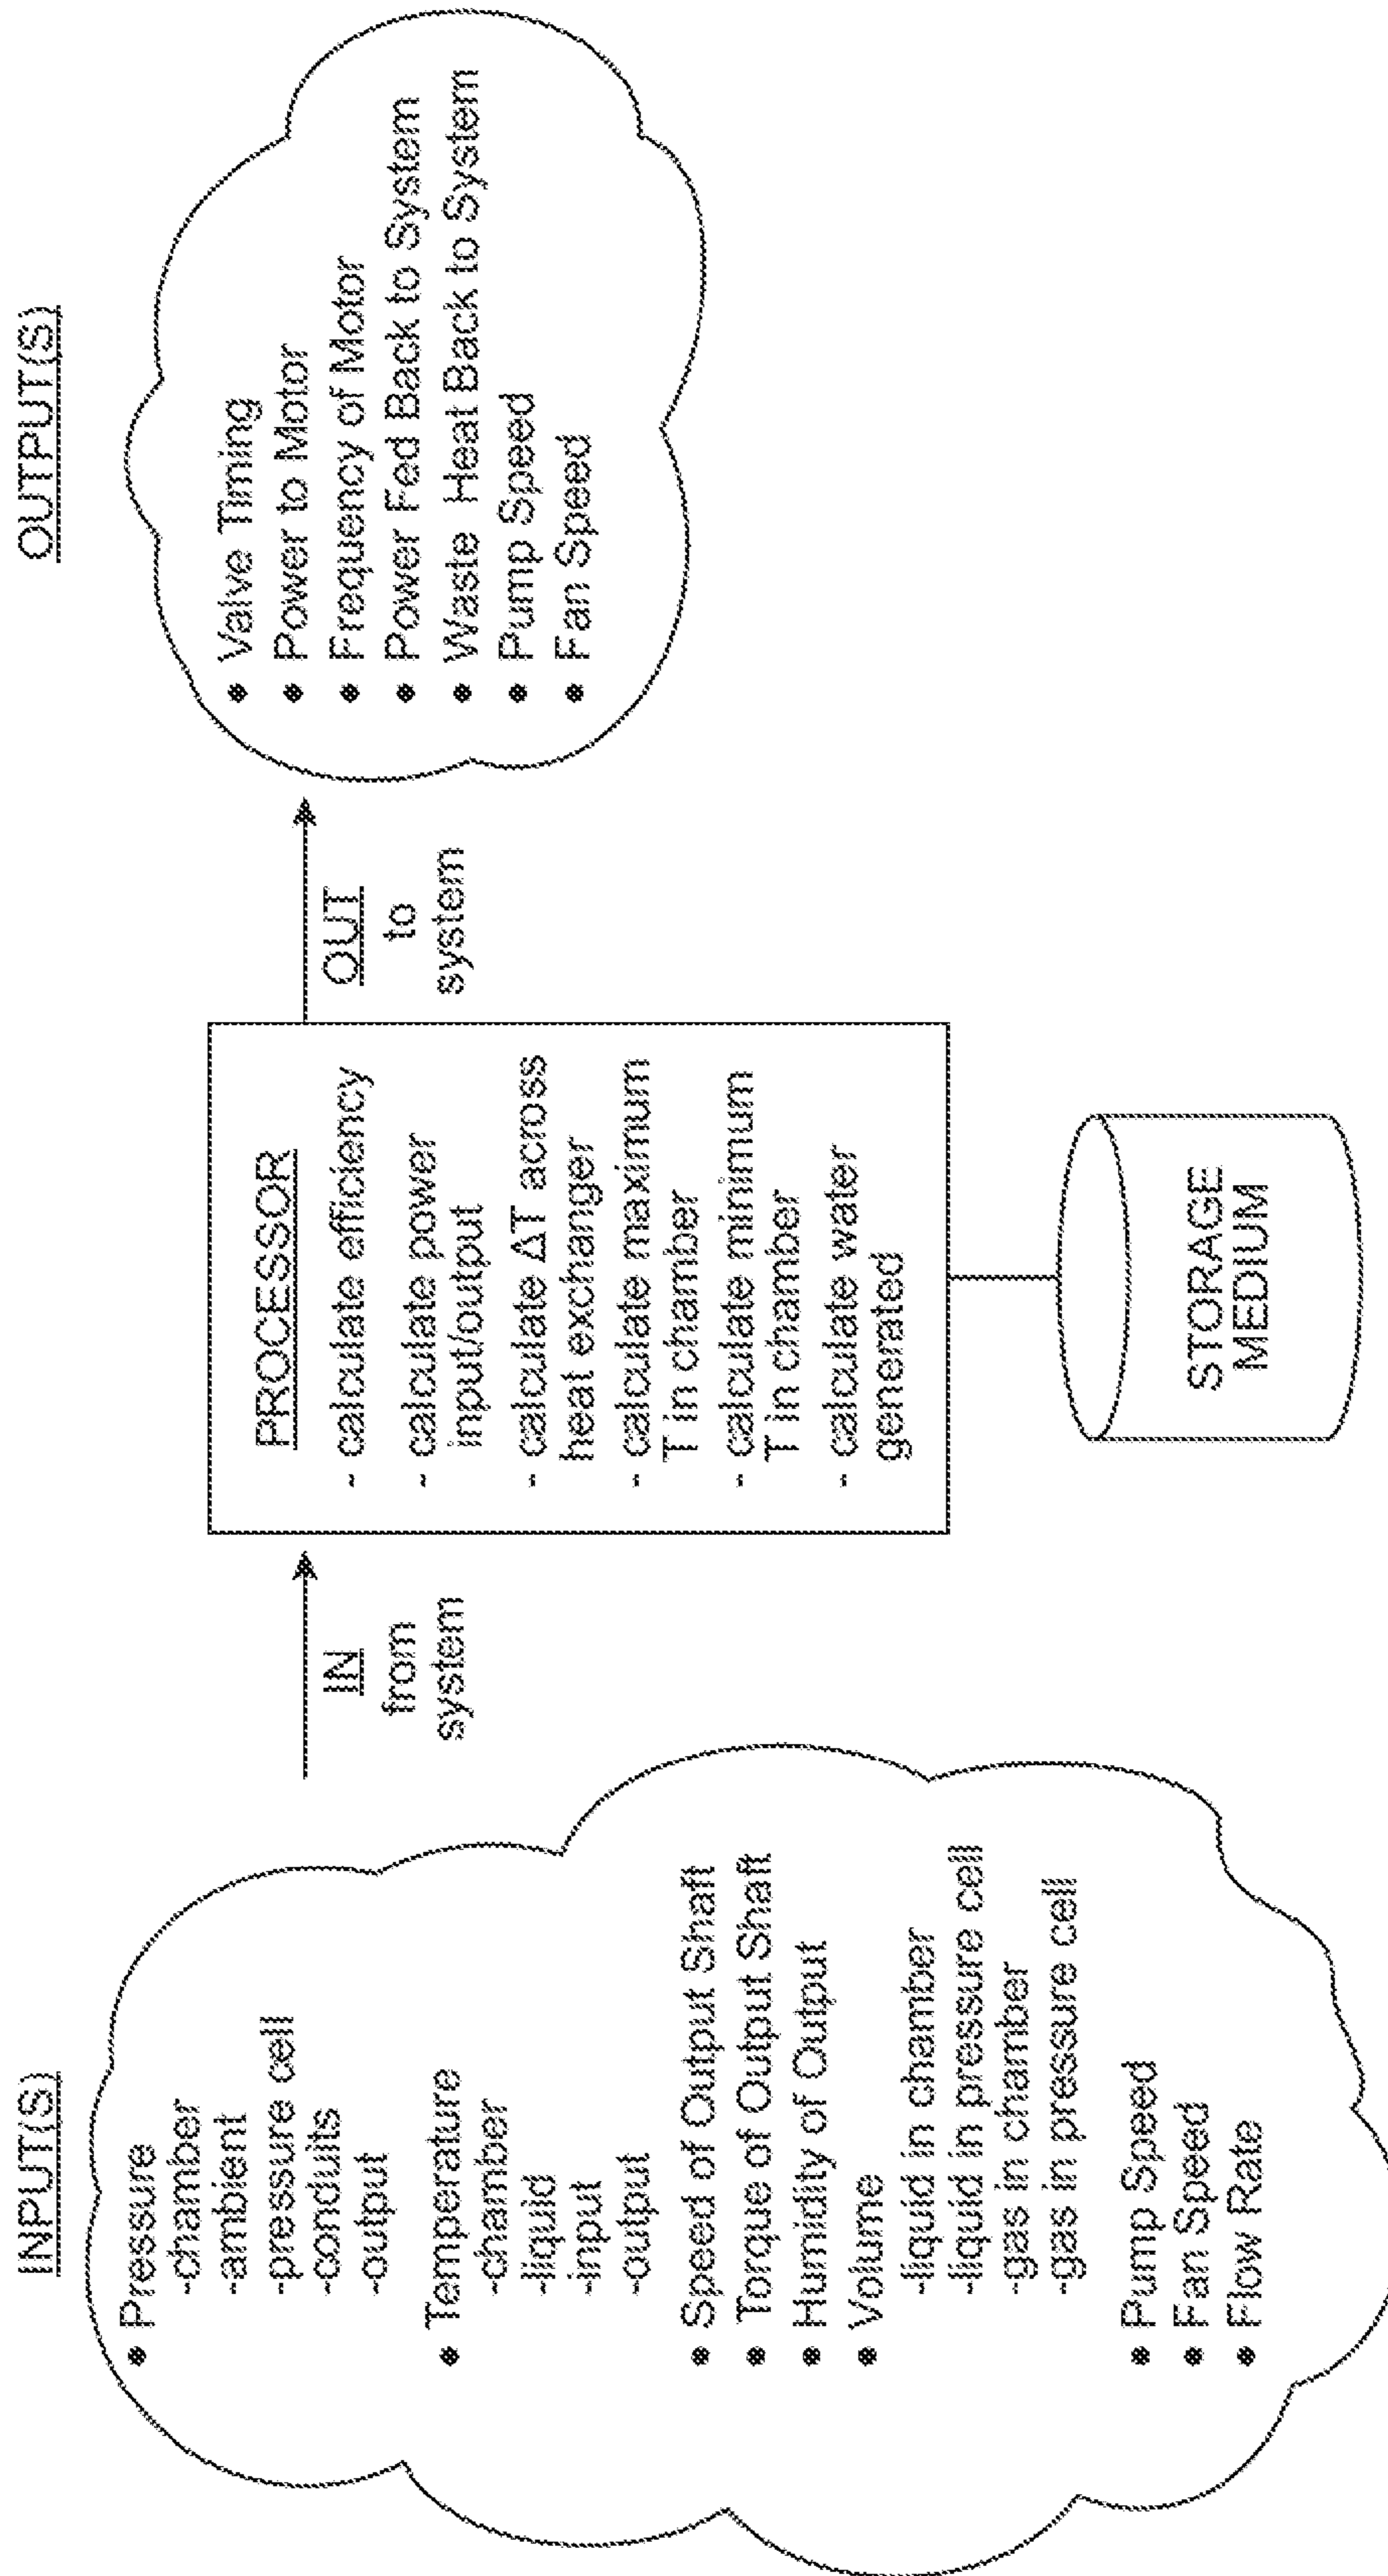 INPUT(S)
● Pressure
-chamber
-ambient
-pressure cell
-conduits
-output
● Temperature
-chamber
-liquid
-input
-output
● Speed of Output Shaft
● Torque of Output Shaft
● Humidity of Output
● Volume
-liquid in chamber
-liquid in pressure cell
-gas in chamber
-gas in pressure cell
● Pump Speed
● Fan Speed
● Flow Rate
IN
from
system
PROCESSOR
- calculate efficiency
- calculate power
input/output
- calculate ΔT across
heat exchanger
- calculate maximum
T in chamber
- calculate minimum
T in chamber
- calculate water
generated
STORAGE
MEDIUM
OUT
to
system
OUTPUT(S)
● Valve Timing
● Power to Motor
● Frequency of Motor
● Power Fed Back to System
● Waste Heat Back to System
● Pump Speed
● Fan Speed